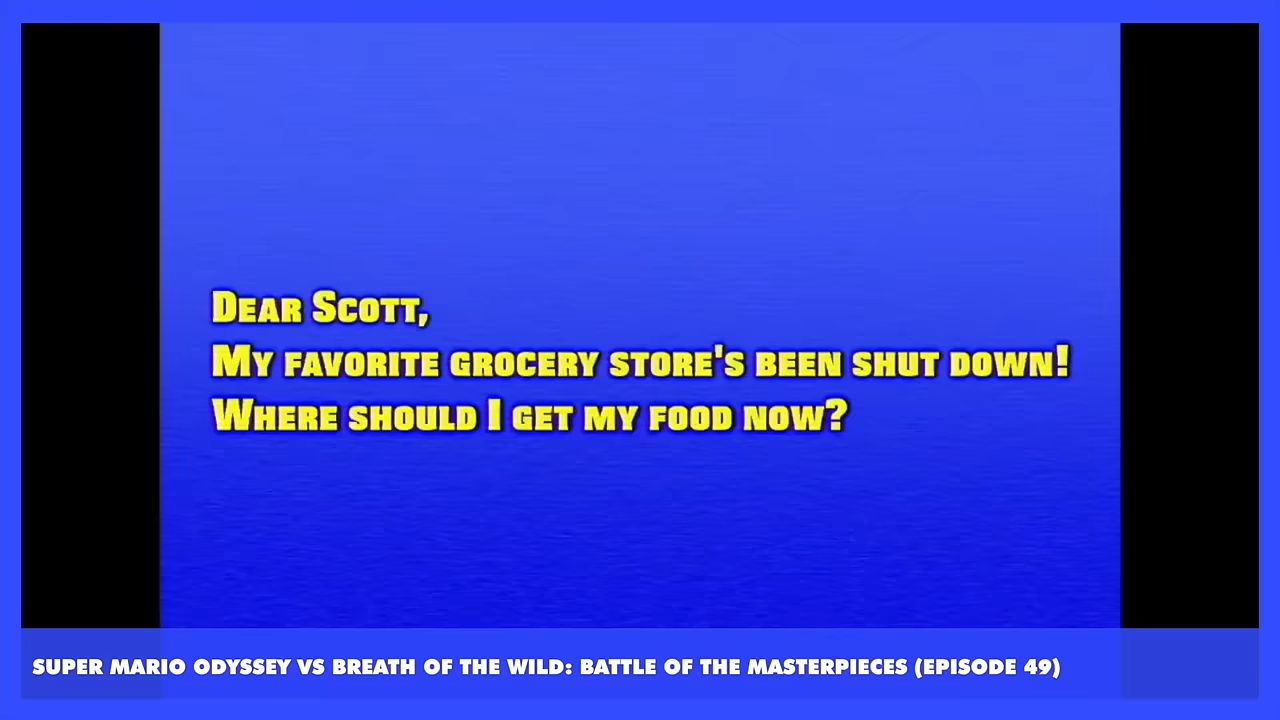 Dear Scott,
My favorite grocery store's been shut down!
Where should I get my food now?
SUPER MARIO ODYSSEY VS BREATH OF THE WILD: BATTLE OF THE MASTERPIECES (EPISODE 49)